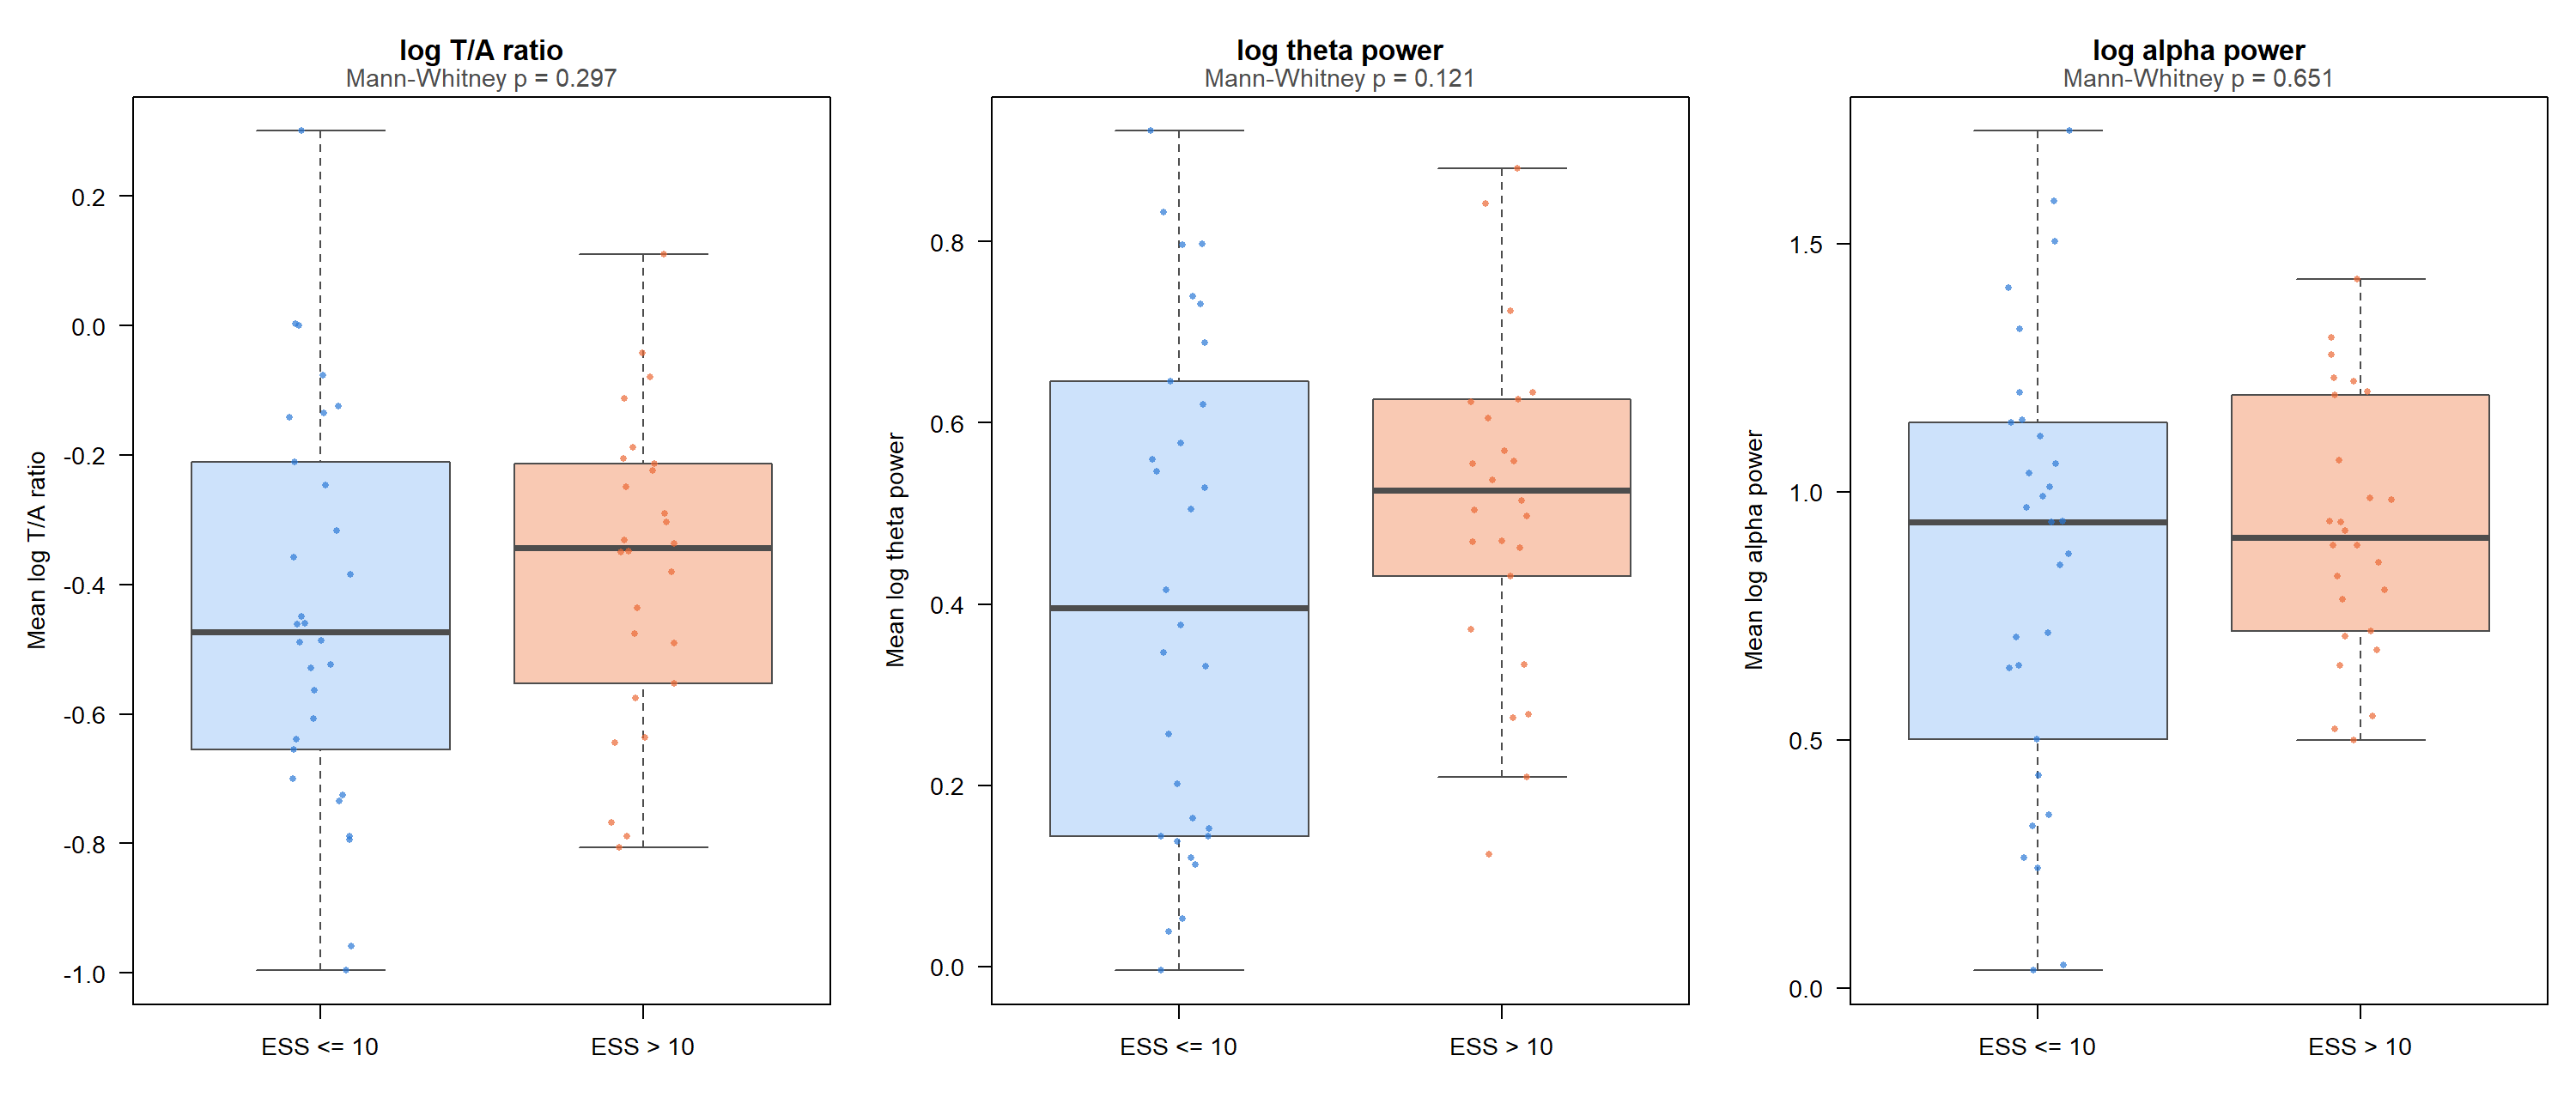 log T/A ratio
Mann-Whitney p = 0.297
Mean log T/A ratio
0.2
0.0
-0.2
-0.4
-0.6
-0.8
-1.0
ESS <= 10
ESS > 10
log theta power
Mann-Whitney p = 0.121
Mean log theta power
0.8
0.6
0.4
0.2
0.0
ESS <= 10
ESS > 10
log alpha power
Mann-Whitney p = 0.651
Mean log alpha power
1.5
1.0
0.5
0.0
ESS <= 10
ESS > 10